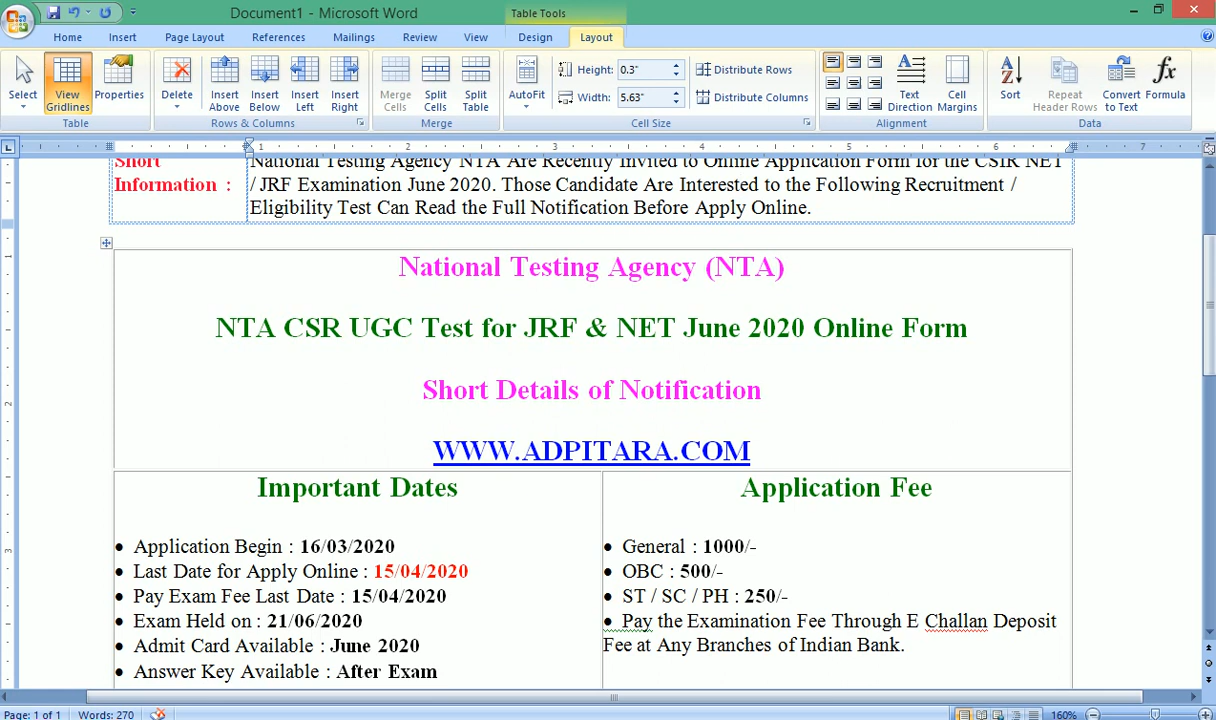 Document1 - Microsoft Word
Table Tools
Home Insert Page Layout References Mailings Review View Design Layout
Select View Gridlines Properties
Table
Delete Insert Above Insert Below Insert Left Insert Right
Rows & Columns
Merge Cells Split Cells Split Table
Merge
AutoFit
Height: 0.3"
Width: 5.63"
Distribute Rows
Distribute Columns
Cell Size
Text Direction Cell Margins
Alignment
Sort Repeat Header Rows Convert to Text Formula
Data
1 2 3 4 5 6 7
Short Information :
National Testing Agency NTA Are Recently Invited to Online Application Form for the CSIR NET
/ JRF Examination June 2020. Those Candidate Are Interested to the Following Recruitment /
Eligibility Test Can Read the Full Notification Before Apply Online.
National Testing Agency (NTA)
NTA CSR UGC Test for JRF & NET June 2020 Online Form
Short Details of Notification
WWW.ADPITARA.COM
Important Dates
• Application Begin : 16/03/2020
• Last Date for Apply Online : 15/04/2020
• Pay Exam Fee Last Date : 15/04/2020
• Exam Held on : 21/06/2020
• Admit Card Available : June 2020
• Answer Key Available : After Exam
Application Fee
• General : 1000/-
• OBC : 500/-
• ST / SC / PH : 250/-
• Pay the Examination Fee Through E Challan Deposit
Fee at Any Branches of Indian Bank.
Page: 1 of 1 Words: 270 160%